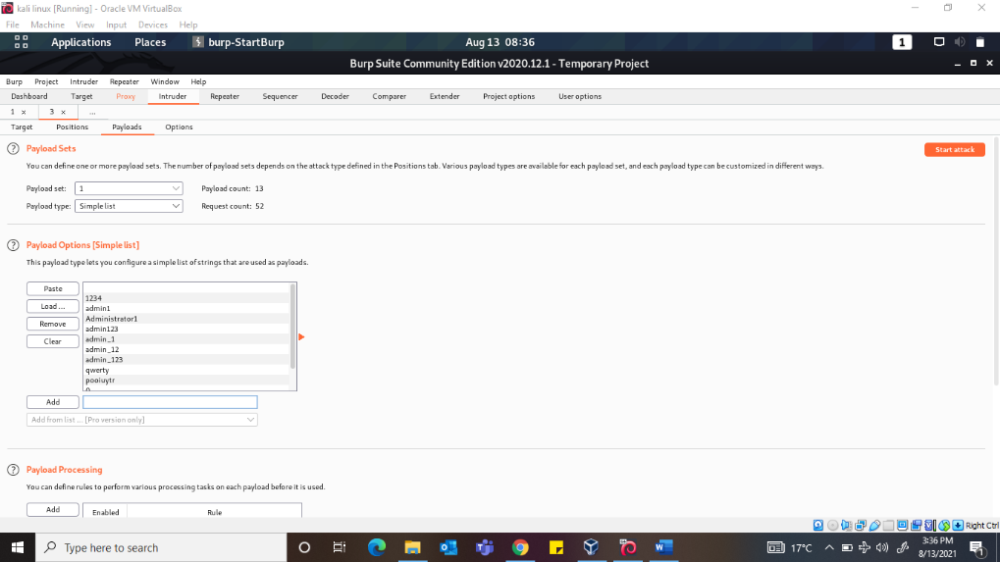 kali linux [Running] - Oracle VM VirtualBox
File Machine View Input Devices Help
Applications Places burp-StartBurp Aug 13 08:36 1
Burp Suite Community Edition v2020.12.1 - Temporary Project
Burp Project Intruder Repeater Window Help
Dashboard Target Proxy Intruder Repeater Sequencer Decoder Comparer Extender Project options User options
1 × 3 × ...
Target Positions Payloads Options
? Payload Sets Start attack
You can define one or more payload sets. The number of payload sets depends on the attack type defined in the Positions tab. Various payload types are available for each payload set, and each payload type can be customized in different ways.
Payload set: 1 Payload count: 13
Payload type: Simple list Request count: 52
? Payload Options [Simple list]
This payload type lets you configure a simple list of strings that are used as payloads.
Paste
Load ...
Remove
Clear
1234
admin1
Administrator1
admin123
admin_1
admin_12
admin_123
qwerty
pooiuytr
Add
Add from list ... [Pro version only]
? Payload Processing
You can define rules to perform various processing tasks on each payload before it is used.
Add Enabled Rule
Right Ctrl
Type here to search 17°C 3:36 PM
8/13/2021 1